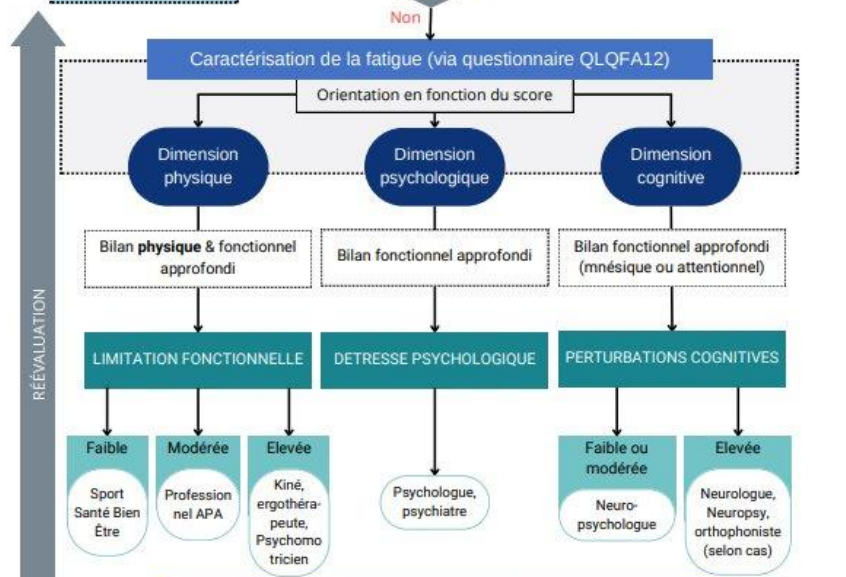 Non
Caractérisation de la fatigue (via questionnaire QLQFA12)
Orientation en fonction du score
Dimension
physique
Dimension
psychologique
Dimension
cognitive
Bilan physique & fonctionnel
approfondi
Bilan fonctionnel approfondi
Bilan fonctionnel approfondi
(mnésique ou attentionnel)
RÉÉVALUATION
LIMITATION FONCTIONNELLE
DETRESSE PSYCHOLOGIQUE
PERTURBATIONS COGNITIVES
Faible
Sport
Santé Bien
Être
Modérée
Profession
nel APA
Elevée
Kiné,
ergothéra-
peute,
Psychomo
tricien
Psychologue,
psychiatre
Faible ou
modérée
Neuro-
psychologue
Elevée
Neurologue,
Neuropsy,
orthophoniste
(selon cas)